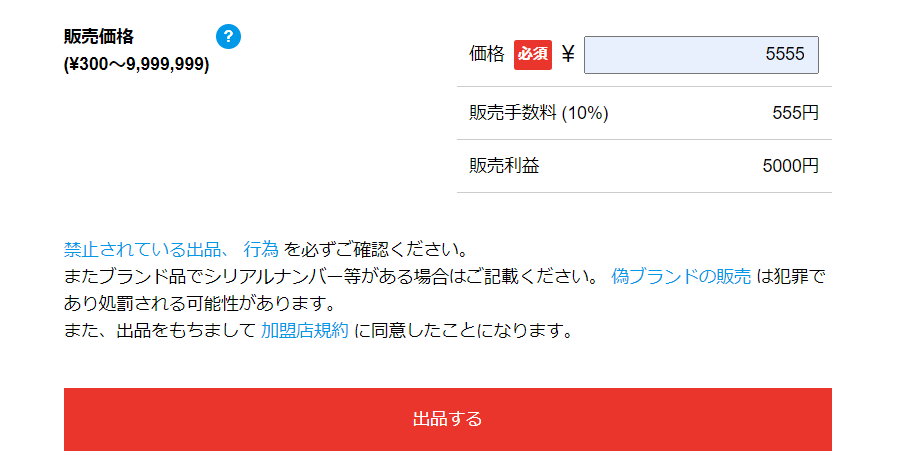 販売価格 ?
(¥300〜9,999,999)
価格 必須 ¥ 5555
販売手数料 (10%) 555円
販売利益 5000円
禁止されている出品、 行為 を必ずご確認ください。
またブランド品でシリアルナンバー等がある場合はご記載ください。 偽ブランドの販売 は犯罪で
あり処罰される可能性があります。
また、出品をもちまして 加盟店規約 に同意したことになります。
出品する